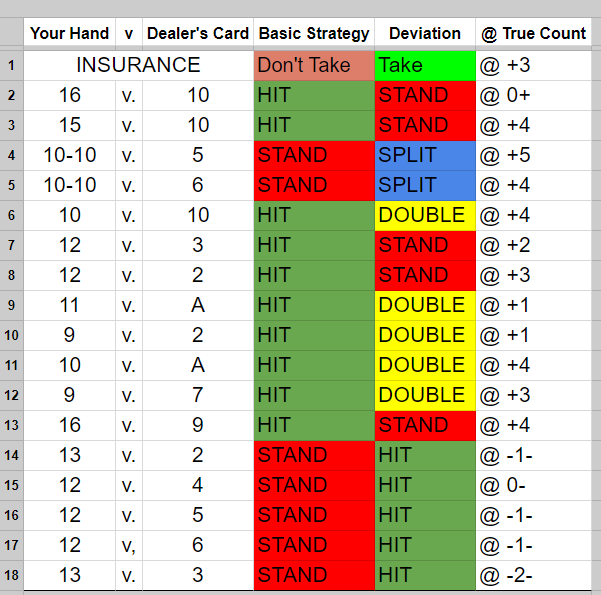 Your Hand v Dealer's Card Basic Strategy Deviation @ True Count
1 INSURANCE Don't Take Take @ +3
2 16 v. 10 HIT STAND @ 0+
3 15 v. 10 HIT STAND @ +4
4 10-10 v. 5 STAND SPLIT @ +5
5 10-10 v. 6 STAND SPLIT @ +4
6 10 v. 10 HIT DOUBLE @ +4
7 12 v. 3 HIT STAND @ +2
8 12 v. 2 HIT STAND @ +3
9 11 v. A HIT DOUBLE @ +1
10 9 v. 2 HIT DOUBLE @ +1
11 10 v. A HIT DOUBLE @ +4
12 9 v. 7 HIT DOUBLE @ +3
13 16 v. 9 HIT STAND @ +4
14 13 v. 2 STAND HIT @ -1-
15 12 v. 4 STAND HIT @ 0-
16 12 v. 5 STAND HIT @ -1-
17 12 v, 6 STAND HIT @ -1-
18 13 v. 3 STAND HIT @ -2-